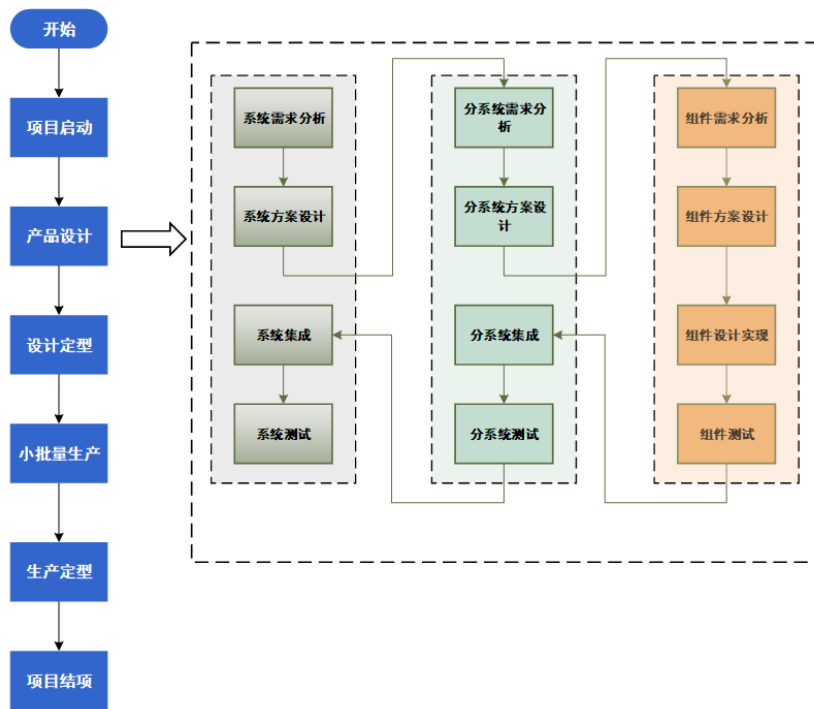 开始
项目启动
产品设计
设计定型
小批量生产
生产定型
项目结项
系统需求分析
系统方案设计
系统集成
系统测试
分系统需求分
析
分系统方案设
计
分系统集成
分系统测试
组件需求分析
组件方案设计
组件设计实现
组件测试